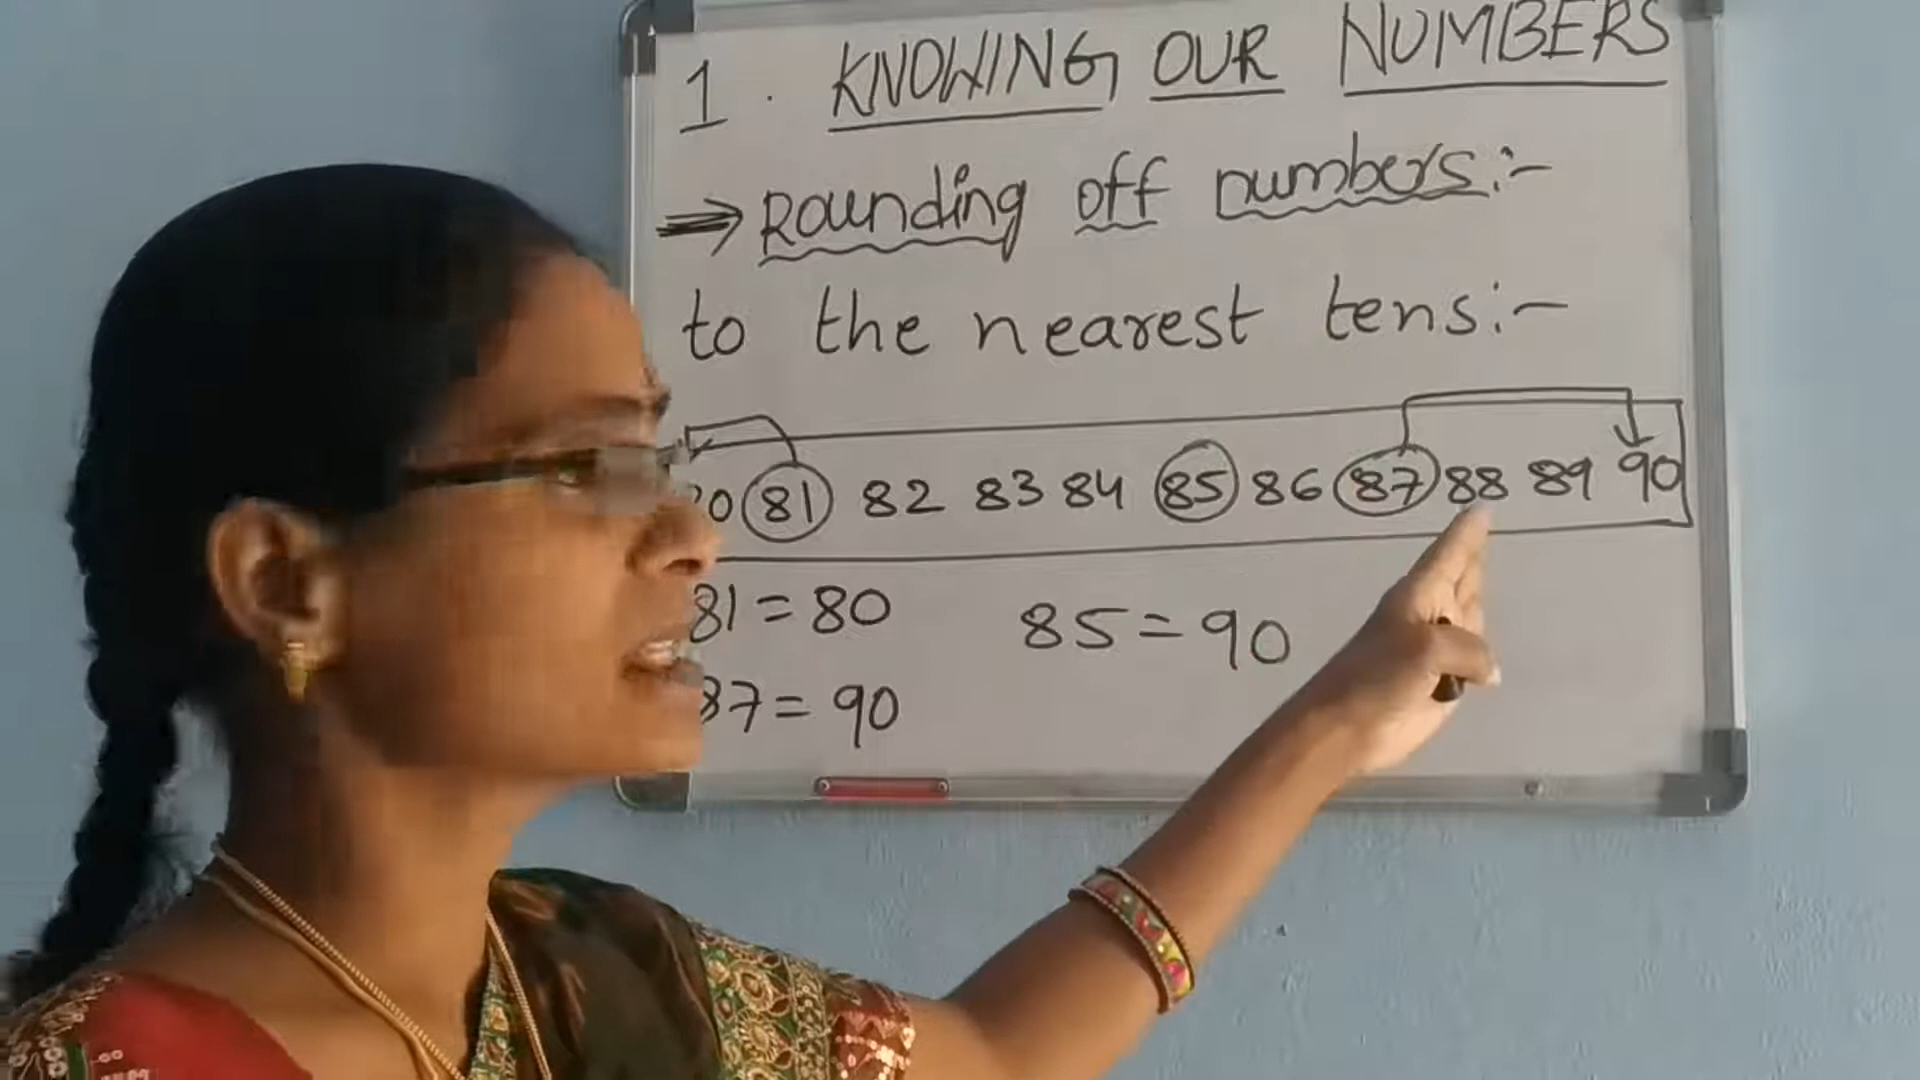 1. KNOWING OUR NUMBERS
⇒ Rounding off numbers:-
to the nearest tens:-
0 81 82 83 84 85 86 87 88 89 90
81=80 85=90
87=90